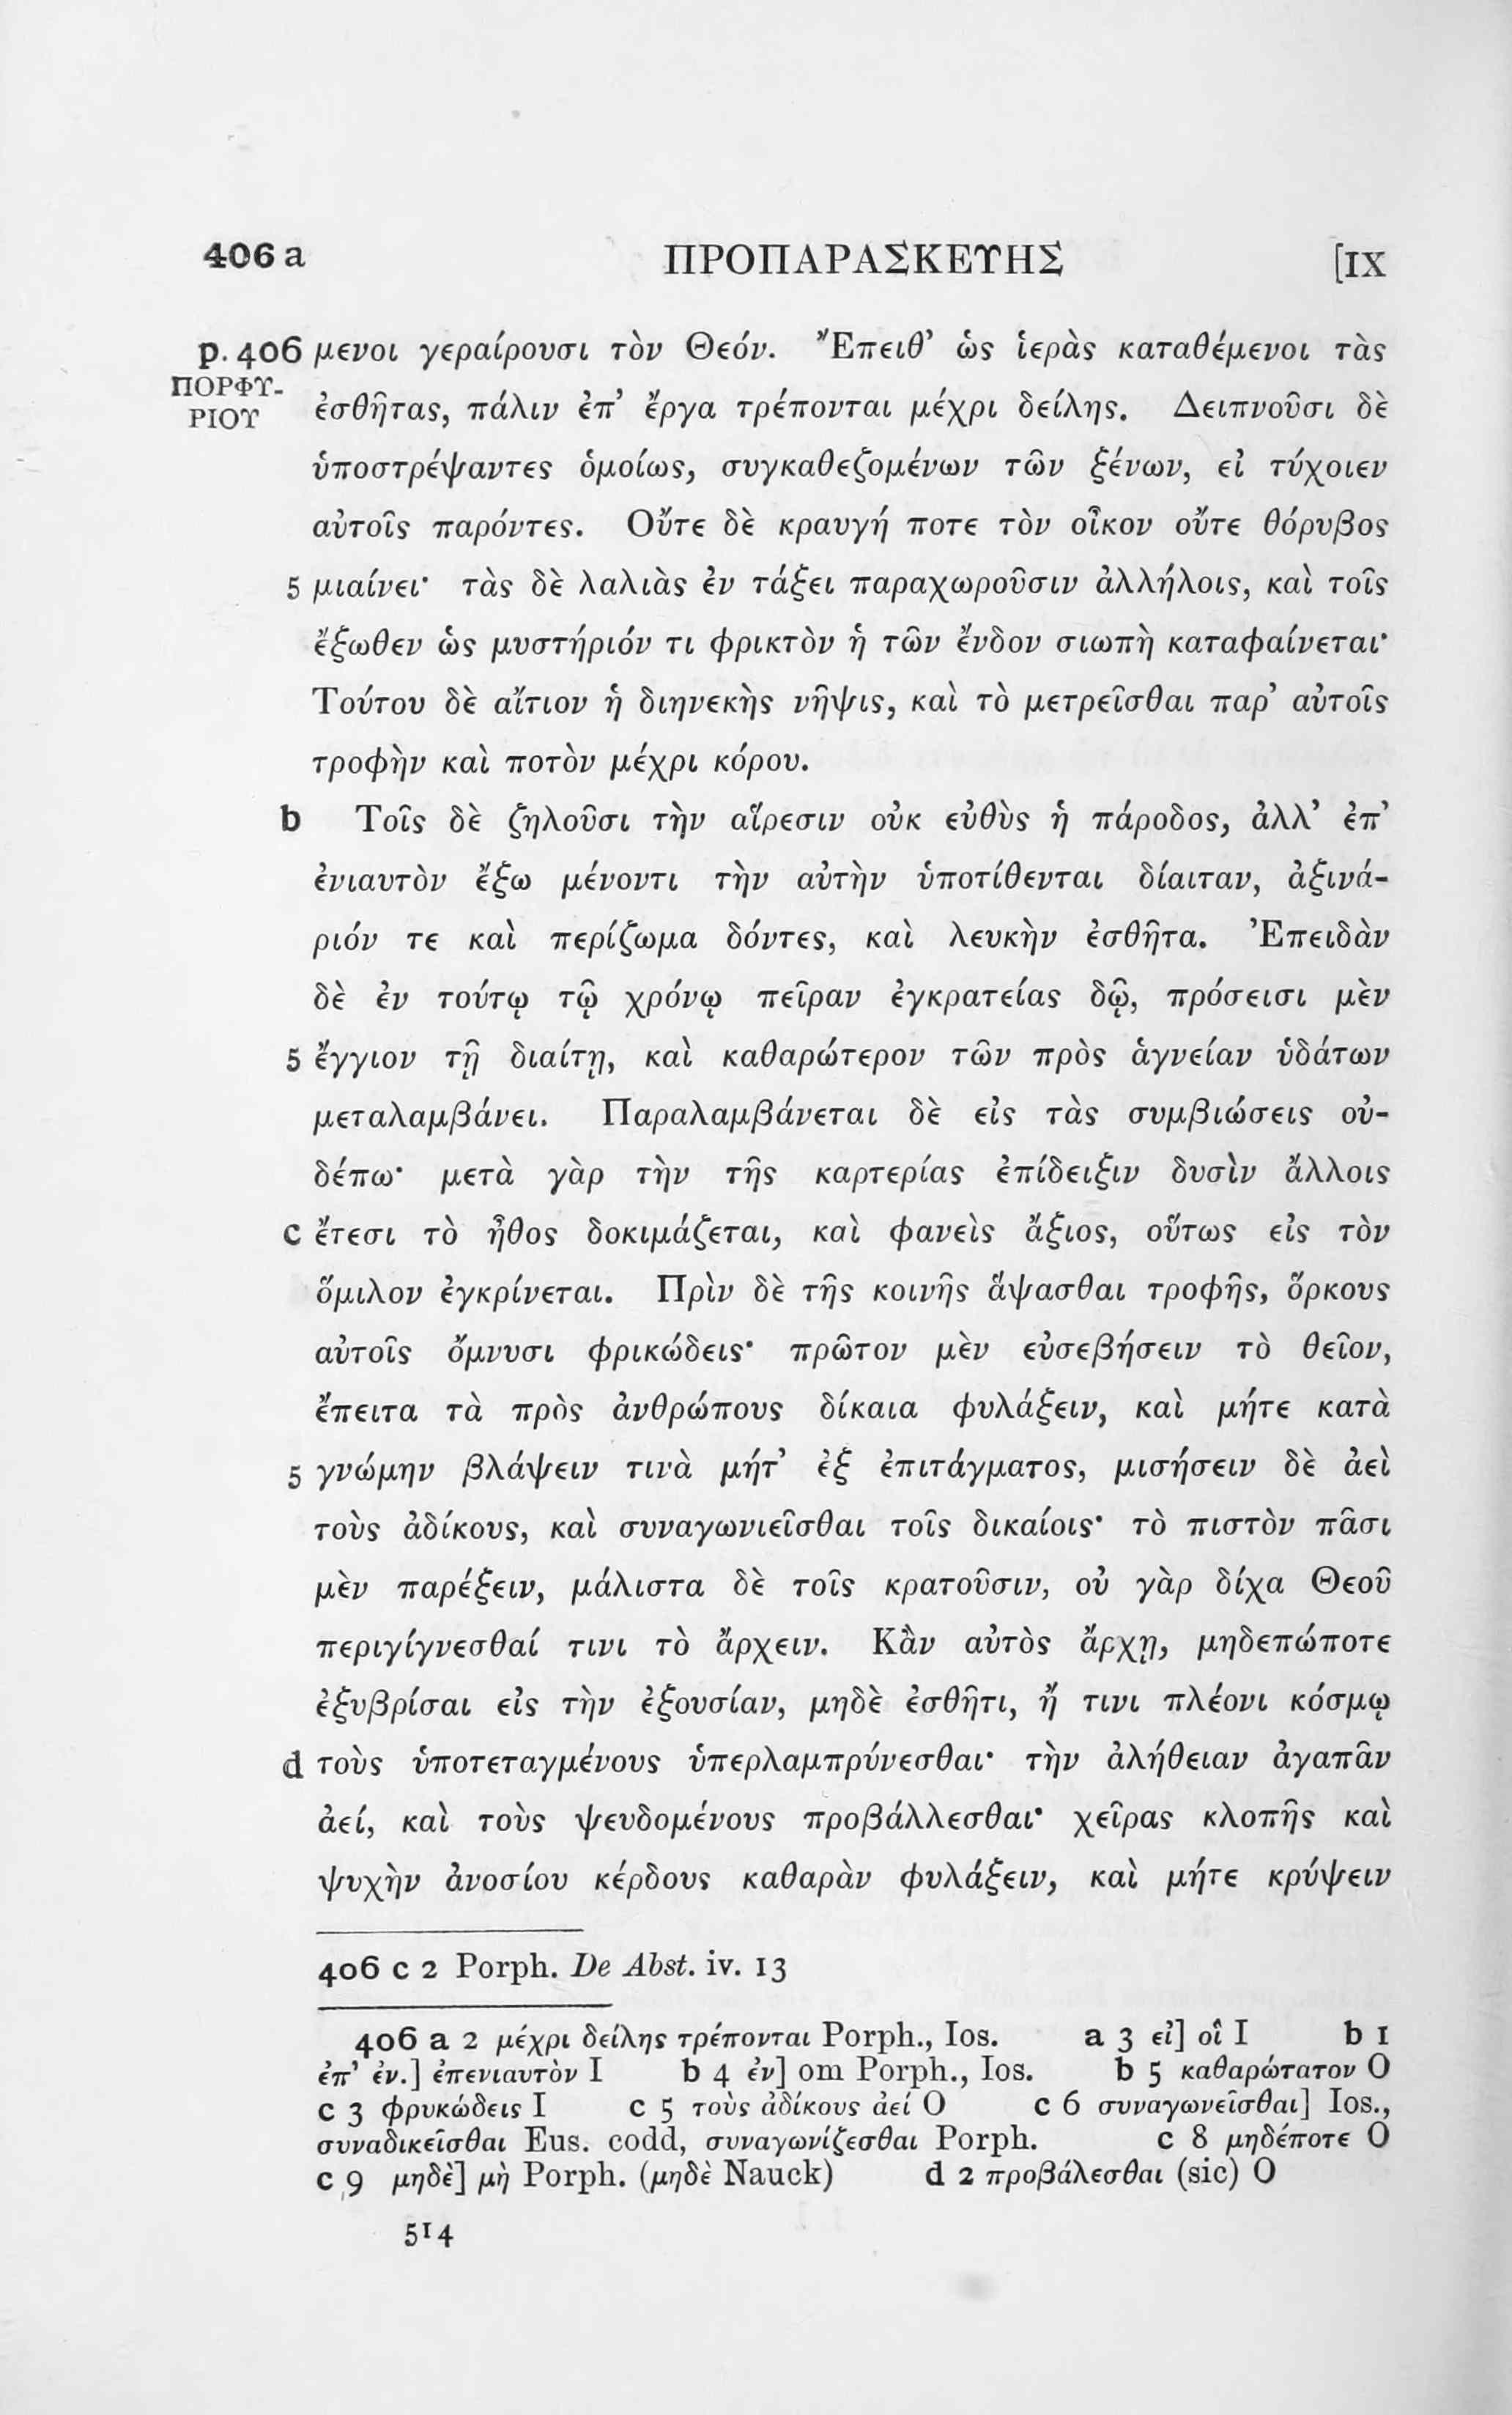 406 a ΠΡΟΠΑΡΑΣΚΕΥΗΣ [IX
p. 406 μενοι γεραίρουσι τὸν Θεόν. Ἔπειθ’ ὡς ἱερὰς καταθέμενοι τὰς
ΠΟΡΦΥ-
ΡΙΟΥ ἐσθῆτας, πάλιν ἐπ’ ἔργα τρέπονται μέχρι δείλης. Δειπνοῦσι δὲ
ὑποστρέψαντες ὁμοίως, συγκαθεζομένων τῶν ξένων, εἰ τύχοιεν
αὐτοῖς παρόντες. Οὔτε δὲ κραυγή ποτε τὸν οἶκον οὔτε θόρυβος
5 μιαίνει· τὰς δὲ λαλιὰς ἐν τάξει παραχωροῦσιν ἀλλήλοις, καὶ τοῖς
ἔξωθεν ὡς μυστήριόν τι φρικτὸν ἡ τῶν ἔνδον σιωπὴ καταφαίνεται·
Τούτου δὲ αἴτιον ἡ διηνεκὴς νῆψις, καὶ τὸ μετρεῖσθαι παρ’ αὐτοῖς
τροφὴν καὶ ποτὸν μέχρι κόρου.
b Τοῖς δὲ ζηλοῦσι τὴν αἵρεσιν οὐκ εὐθὺς ἡ πάροδος, ἀλλ’ ἐπ’
ἐνιαυτὸν ἔξω μένοντι τὴν αὐτὴν ὑποτίθενται δίαιταν, ἀξινά-
ριόν τε καὶ περίζωμα δόντες, καὶ λευκὴν ἐσθῆτα. Ἐπειδὰν
δὲ ἐν τούτῳ τῷ χρόνῳ πεῖραν ἐγκρατείας δῷ, πρόσεισι μὲν
5 ἔγγιον τῇ διαίτῃ, καὶ καθαρώτερον τῶν πρὸς ἁγνείαν ὑδάτων
μεταλαμβάνει. Παραλαμβάνεται δὲ εἰς τὰς συμβιώσεις οὐ-
δέπω· μετὰ γὰρ τὴν τῆς καρτερίας ἐπίδειξιν δυσὶν ἄλλοις
c ἔτεσι τὸ ἦθος δοκιμάζεται, καὶ φανεὶς ἄξιος, οὕτως εἰς τὸν
ὅμιλον ἐγκρίνεται. Πρὶν δὲ τῆς κοινῆς ἅψασθαι τροφῆς, ὅρκους
αὐτοῖς ὄμνυσι φρικώδεις· πρῶτον μὲν εὐσεβήσειν τὸ θεῖον,
ἔπειτα τὰ πρὸς ἀνθρώπους δίκαια φυλάξειν, καὶ μήτε κατὰ
5 γνώμην βλάψειν τινὰ μήτ’ ἐξ ἐπιτάγματος, μισήσειν δὲ ἀεὶ
τοὺς ἀδίκους, καὶ συναγωνιεῖσθαι τοῖς δικαίοις· τὸ πιστὸν πᾶσι
μὲν παρέξειν, μάλιστα δὲ τοῖς κρατοῦσιν, οὐ γὰρ δίχα Θεοῦ
περιγίγνεσθαί τινι τὸ ἄρχειν. Κἂν αὐτὸς ἄρχῃ, μηδεπώποτε
ἐξυβρίσαι εἰς τὴν ἐξουσίαν, μηδὲ ἐσθῆτι, ἤ τινι πλέονι κόσμῳ
d τοὺς ὑποτεταγμένους ὑπερλαμπρύνεσθαι· τὴν ἀλήθειαν ἀγαπᾶν
ἀεί, καὶ τοὺς ψευδομένους προβάλλεσθαι· χεῖρας κλοπῆς καὶ
ψυχὴν ἀνοσίου κέρδους καθαρὰν φυλάξειν, καὶ μήτε κρύψειν
406 c 2 Porph. De Abst. iv. 13
406 a 2 μέχρι δείλης τρέπονται Porph., Ios. a 3 εἰ] οἳ I b 1
ἐπ’ ἐν.] ἐπενιαυτὸν I b 4 ἐν] om Porph., Ios. b 5 καθαρώτατον O
c 3 φρυκώδεις I c 5 τοὺς ἀδίκους ἀεί O c 6 συναγωνεῖσθαι] Ios.,
συναδικεῖσθαι Eus. codd, συναγωνίζεσθαι Porph. c 8 μηδέποτε O
c 9 μηδὲ] μὴ Porph. (μηδὲ Nauck) d 2 προβάλεσθαι (sic) O
514